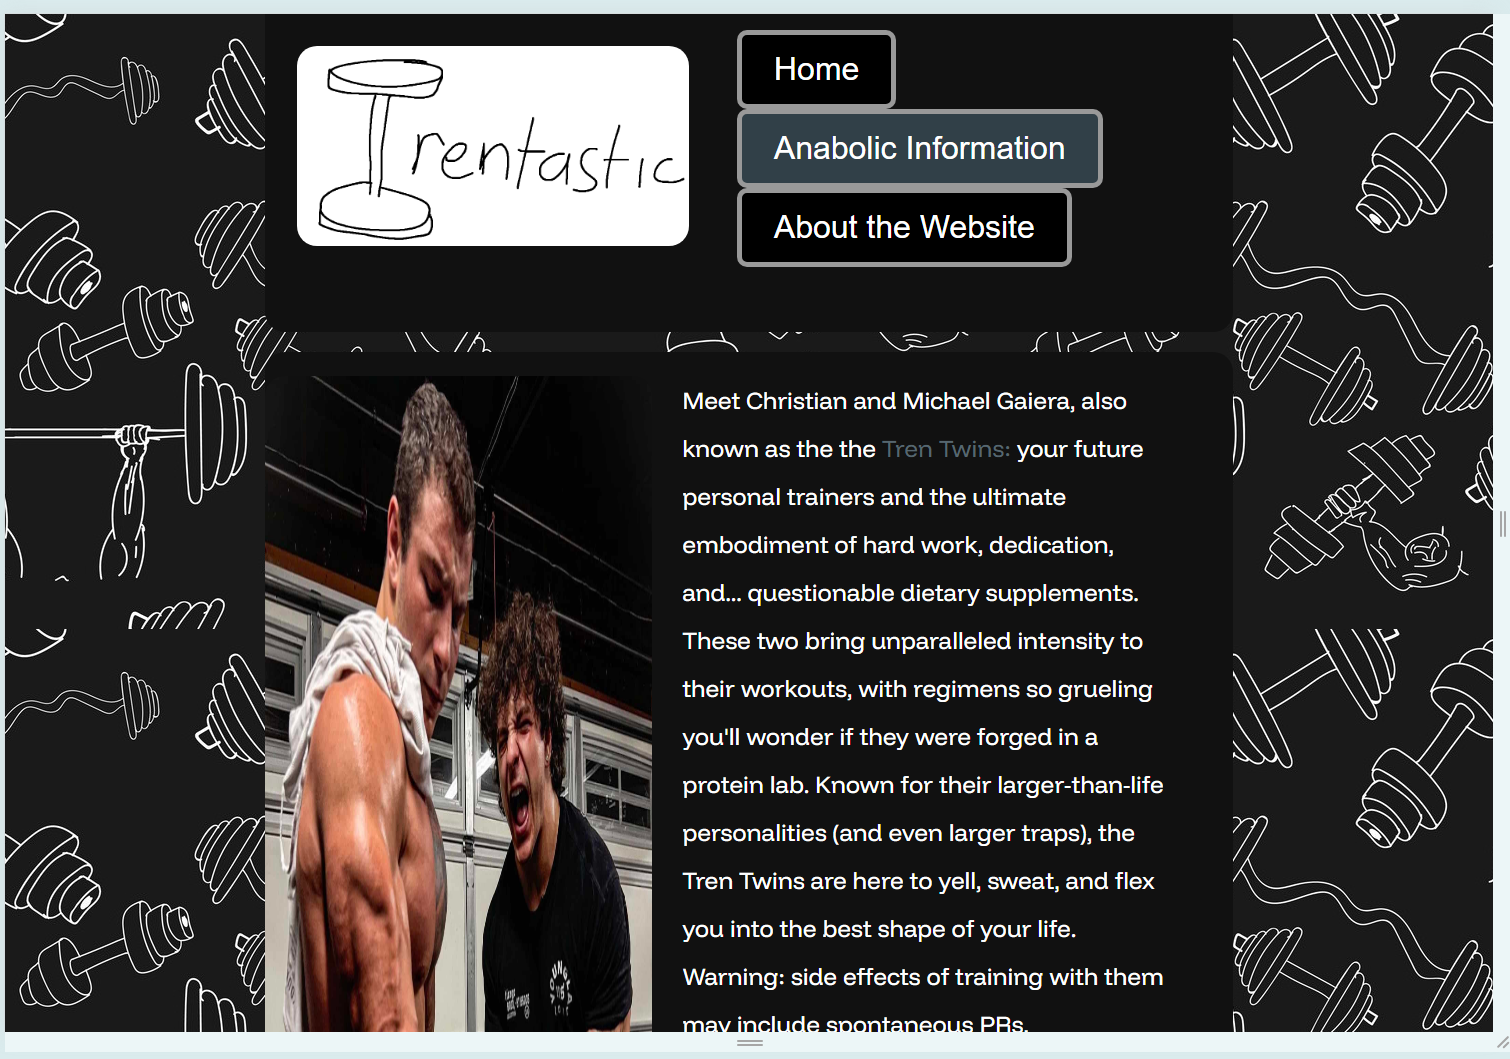 Trentastic
Home
Anabolic Information
About the Website
Meet Christian and Michael Gaiera, also
known as the the Tren Twins: your future
personal trainers and the ultimate
embodiment of hard work, dedication,
and... questionable dietary supplements.
These two bring unparalleled intensity to
their workouts, with regimens so grueling
you'll wonder if they were forged in a
protein lab. Known for their larger-than-life
personalities (and even larger traps), the
Tren Twins are here to yell, sweat, and flex
you into the best shape of your life.
Warning: side effects of training with them
may include spontaneous PRs.